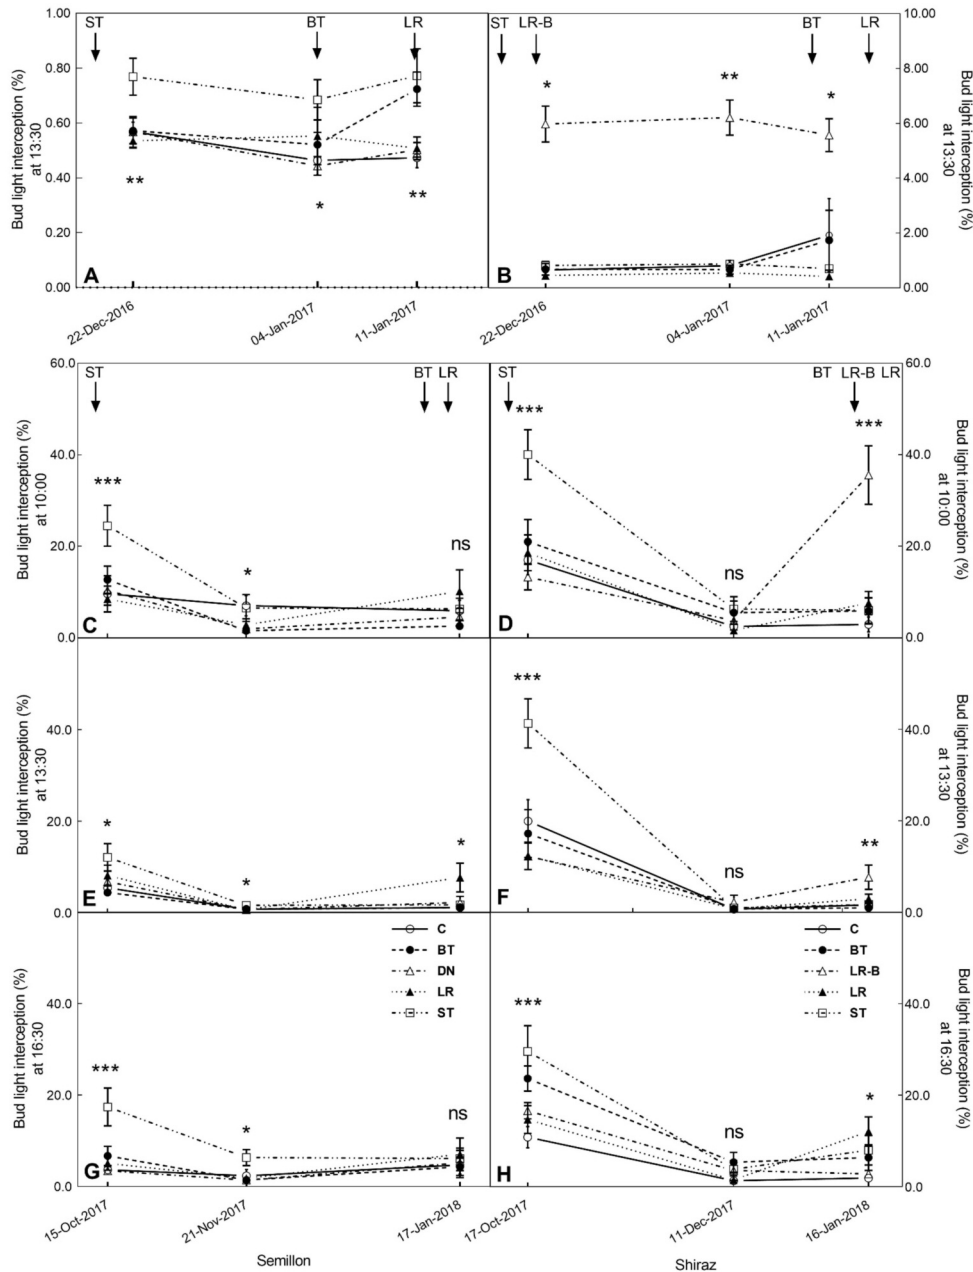 ST BT LR
1.00
0.80
0.60
0.40
0.20
0.00
Bud light interception (%)
at 13:30
** * **
A
22-Dec-2016 04-Jan-2017 11-Jan-2017
ST LR-B BT LR
10.00
8.00
6.00
4.00
2.00
0.00
Bud light interception (%)
at 13:30
* ** *
B
22-Dec-2016 04-Jan-2017 11-Jan-2017
ST BT LR
60.0
40.0
20.0
0.0
Bud light interception (%)
at 10:00
*** * ns
C
ST BT LR-B LR
60.0
40.0
20.0
0.0
Bud light interception (%)
at 10:00
*** ns ***
D
40.0
20.0
0.0
Bud light interception (%)
at 13:30
* * *
E
40.0
20.0
0.0
Bud light interception (%)
at 13:30
*** ns **
F
C
BT
DN
LR
ST
40.0
20.0
0.0
Bud light interception (%)
at 16:30
*** * ns
G
15-Oct-2017 21-Nov-2017 17-Jan-2018
Semillon
C
BT
LR-B
LR
ST
40.0
20.0
0.0
Bud light interception (%)
at 16:30
*** ns *
H
17-Oct-2017 11-Dec-2017 16-Jan-2018
Shiraz